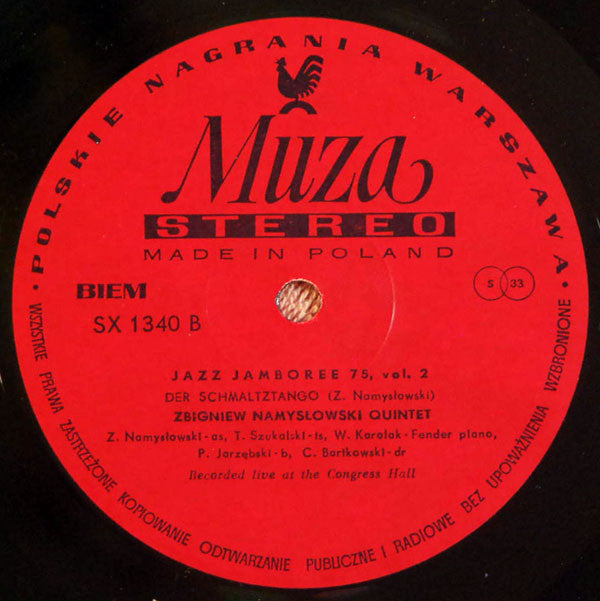 • POLSKIE NAGRANIA WARSZAWA •
Muza
STEREO
MADE IN POLAND
BIEM
S 33
SX 1340 B
JAZZ JAMBOREE 75, vol. 2
DER SCHMALTZTANGO (Z. Namysłowski)
ZBIGNIEW NAMYSŁOWSKI QUINTET
Z. Namysłowski-as, T. Szukalski-ts, W. Karolak-Fender piano,
P. Jarzębski-b, C. Bartkowski-dr
Recorded live at the Congress Hall
WSZYSTKIE PRAWA ZASTRZEŻONE KOPIOWANIE ODTWARZANIE PUBLICZNE I RADIOWE BEZ UPOWAŻNIENIA WZBRONIONE